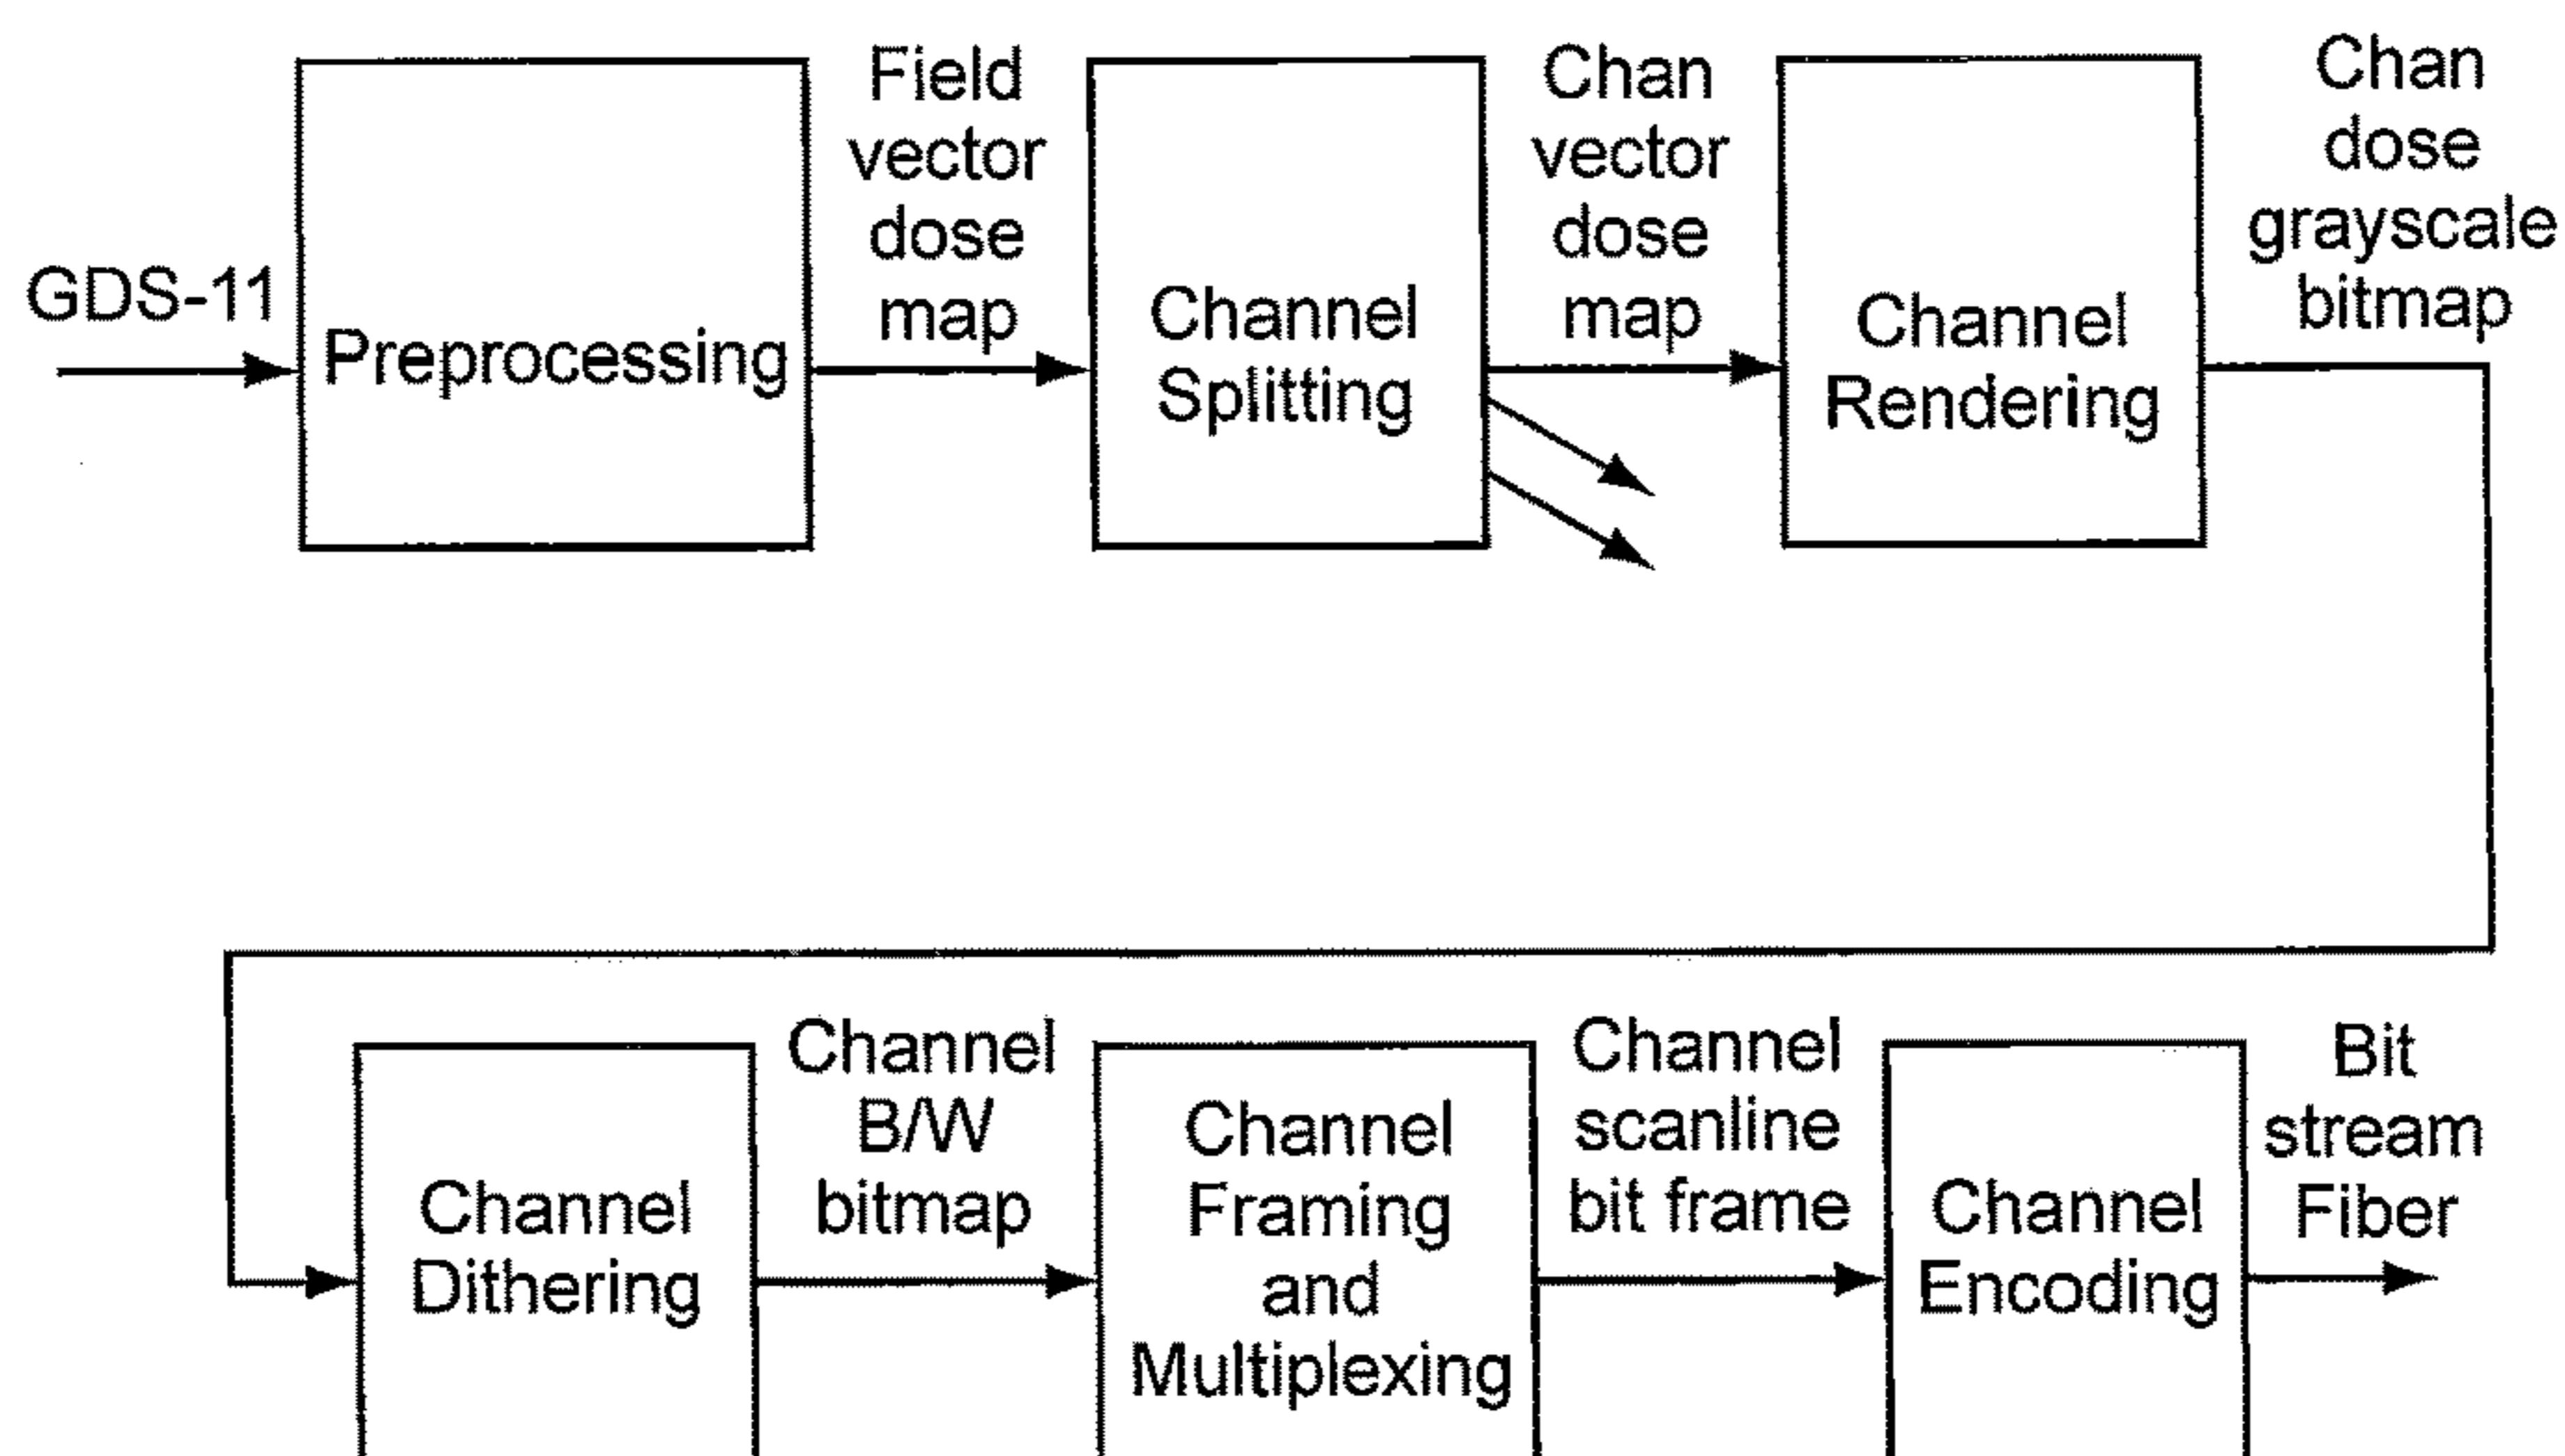 GDS-11
Preprocessing
Field
vector
dose
map
Channel
Splitting
Chan
vector
dose
map
Channel
Rendering
Chan
dose
grayscale
bitmap
Channel
Dithering
Channel
B/W
bitmap
Channel
Framing
and
Multiplexing
Channel
scanline
bit frame
Channel
Encoding
Bit
stream
Fiber